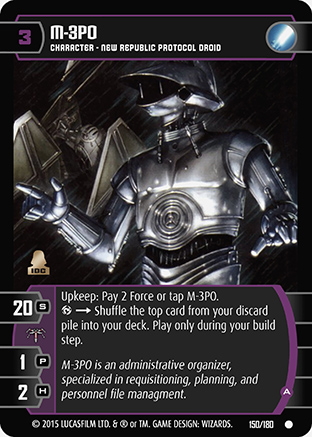 3
M-3PO
CHARACTER - NEW REPUBLIC PROTOCOL DROID
IDC
20 S
Upkeep: Pay 2 Force or tap M-3PO.
→ Shuffle the top card from your discard
pile into your deck. Play only during your build
step.
1 P
M-3PO is an administrative organizer,
specialized in requisitioning, planning, and
personnel file managment.
2 H
A
© 2015 LUCASFILM LTD. & ® or TM. GAME DESIGN: WIZARDS.
150/180